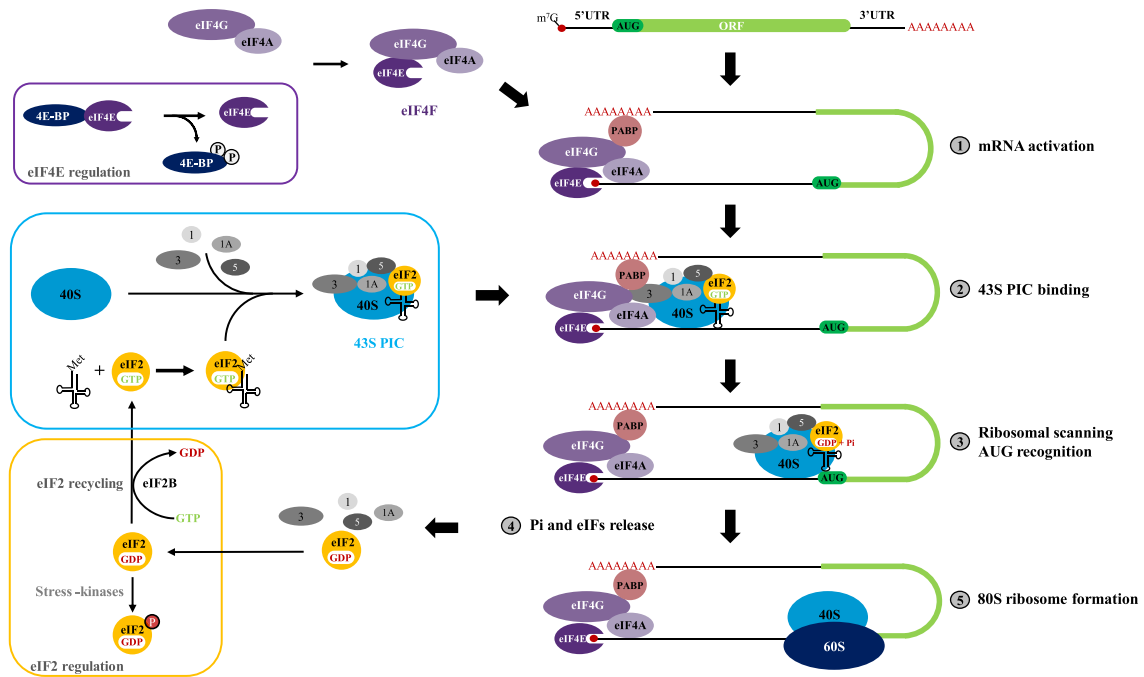 m⁷G
5’UTR
AUG
ORF
3’UTR
AAAAAAAA
eIF4G
eIF4A
eIF4G
eIF4E
eIF4A
eIF4F
4E-BP
eIF4E
eIF4E
4E-BP
P
P
eIF4E regulation
AAAAAAAA
PABP
eIF4G
eIF4A
eIF4E
AUG
1
mRNA activation
1
1A
3
5
40S
1
5
3
1A
eIF2
GTP
40S
43S PIC
Met
+
eIF2
GTP
eIF2
Met
GTP
AAAAAAAA
PABP
1
5
eIF2
eIF4G
3
1A
GTP
eIF4A
40S
eIF4E
AUG
2
43S PIC binding
AAAAAAAA
PABP
1
5
eIF2
eIF4G
3
1A
GDP + Pi
eIF4A
40S
eIF4E
AUG
3
Ribosomal scanning
AUG recognition
GDP
eIF2 recycling
eIF2B
GTP
eIF2
GDP
Stress -kinases
eIF2
P
GDP
eIF2 regulation
1
3
5
1A
eIF2
GDP
4
Pi and eIFs release
AAAAAAAA
PABP
eIF4G
eIF4A
eIF4E
40S
60S
5
80S ribosome formation